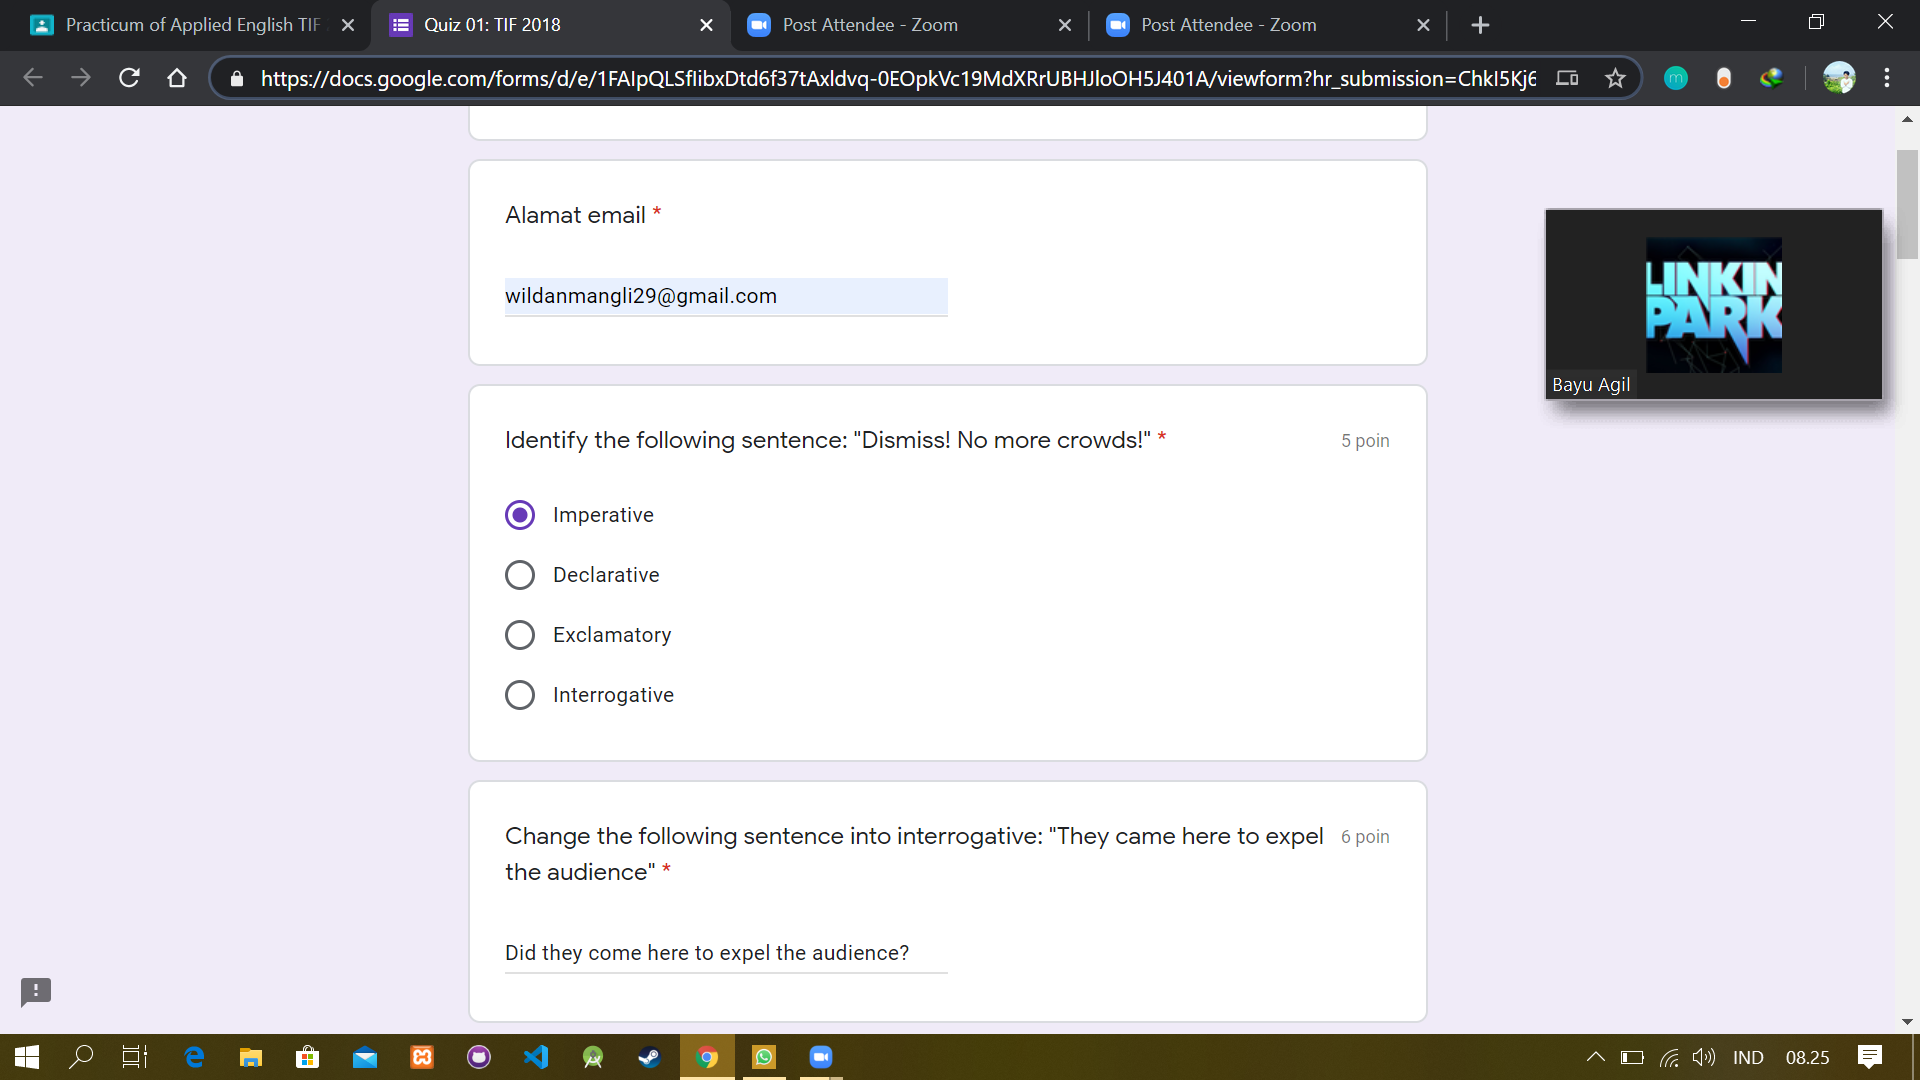 Practicum of Applied English TIF
Quiz 01: TIF 2018
Post Attendee - Zoom
Post Attendee - Zoom
https://docs.google.com/forms/d/e/1FAIpQLSfIibxDtd6f37tAxldvq-0EOpkVc19MdXRrUBHJloOH5J401A/viewform?hr_submission=ChkI5Kj6
Alamat email *
wildanmangli29@gmail.com
LINKIN
PARK
Bayu Agil
Identify the following sentence: "Dismiss! No more crowds!" *
5 poin
Imperative
Declarative
Exclamatory
Interrogative
Change the following sentence into interrogative: "They came here to expel
the audience" *
6 poin
Did they come here to expel the audience?
IND
08.25